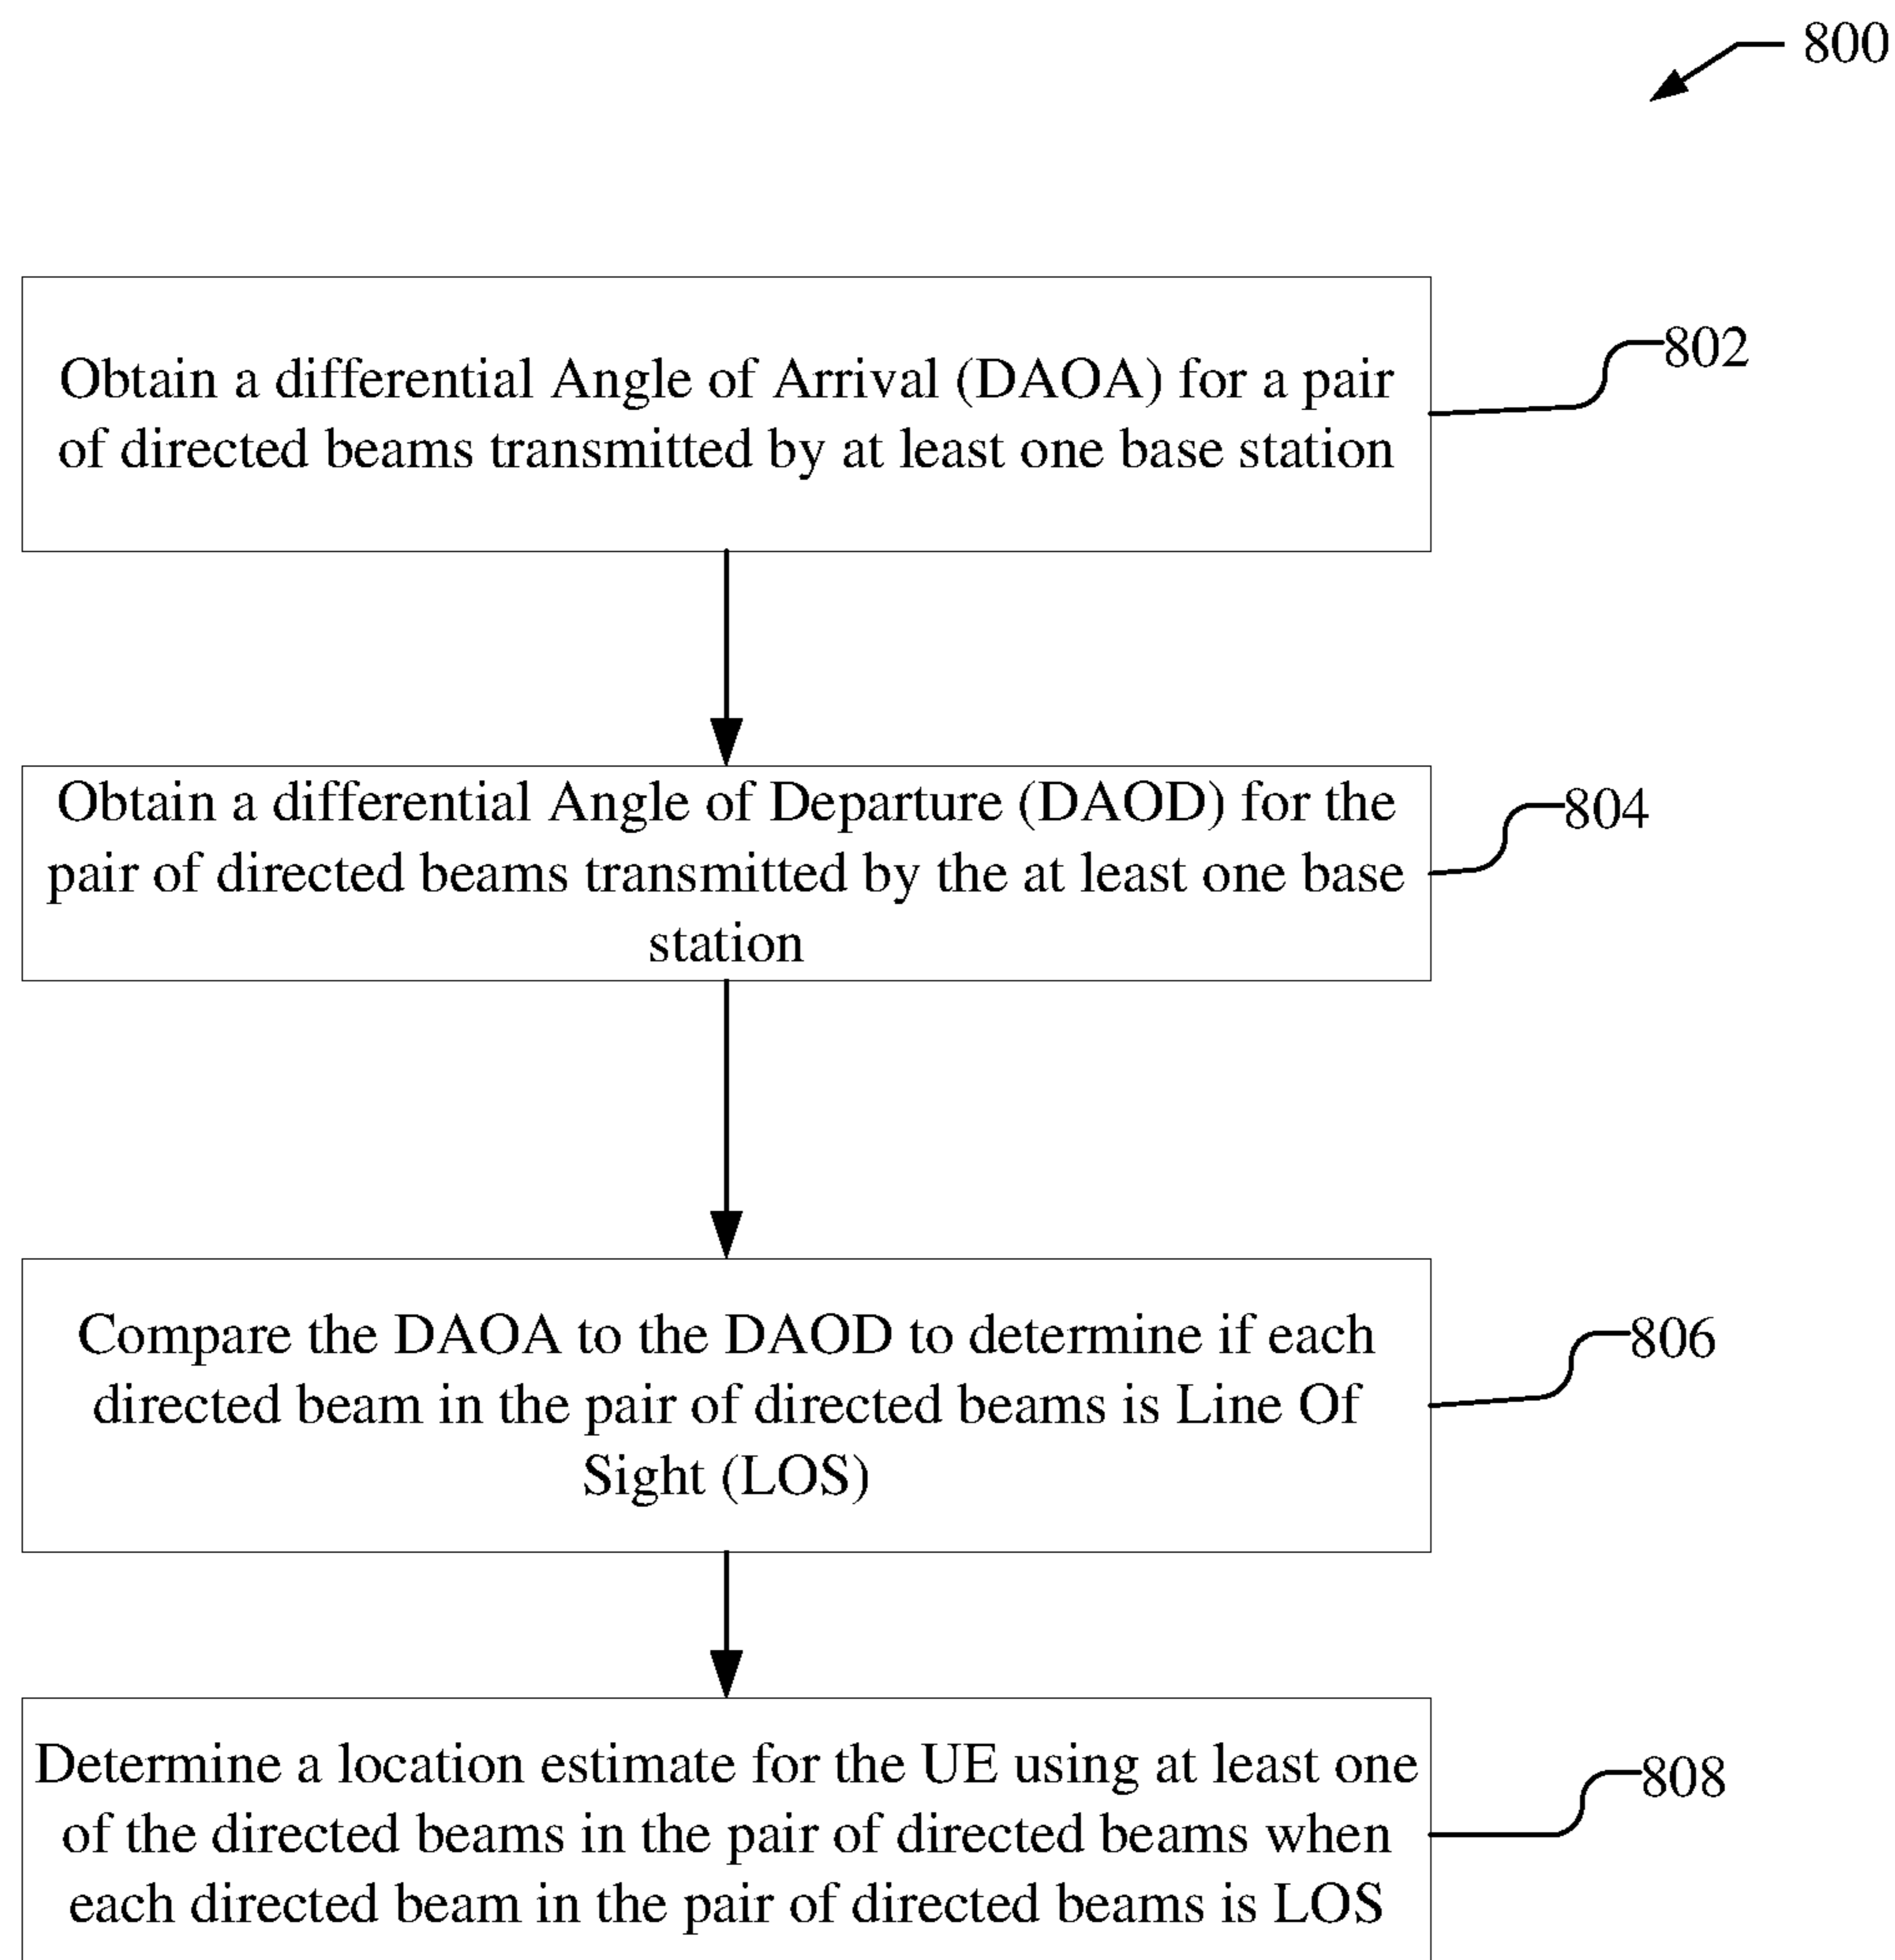 800
Obtain a differential Angle of Arrival (DAOA) for a pair
of directed beams transmitted by at least one base station
802
Obtain a differential Angle of Departure (DAOD) for the
pair of directed beams transmitted by the at least one base
station
804
Compare the DAOA to the DAOD to determine if each
directed beam in the pair of directed beams is Line Of
Sight (LOS)
806
Determine a location estimate for the UE using at least one
of the directed beams in the pair of directed beams when
each directed beam in the pair of directed beams is LOS
808